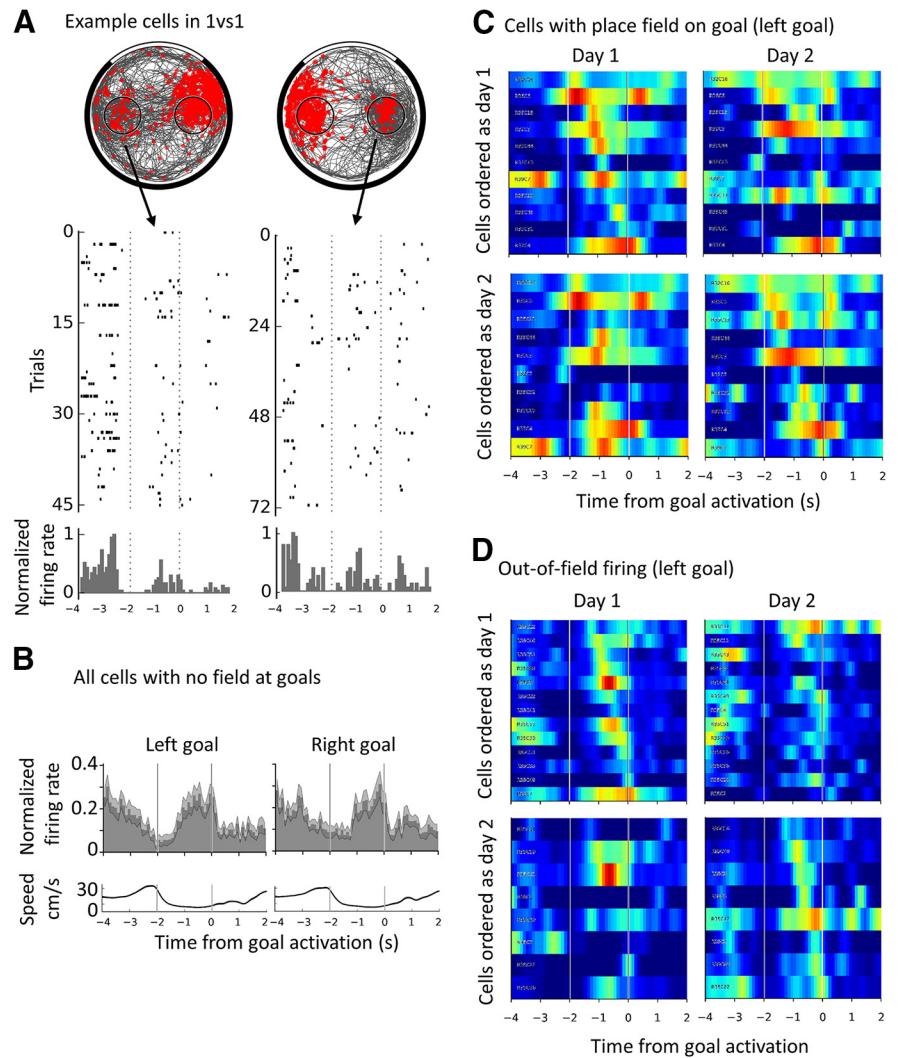 A
Example cells in 1vs1
Trials
0
15
30
45
0
24
48
72
Normalized
firing rate
1
0
1
0
−4 −3 −2 −1 0 1 2
−4 −3 −2 −1 0 1 2
B
All cells with no field at goals
Left goal
Right goal
Normalized
firing rate
0.4
0.2
0
Speed
cm/s
30
0
−4 −3 −2 −1 0 1 2
−4 −3 −2 −1 0 1 2
Time from goal activation (s)
C
Cells with place field on goal (left goal)
Day 1
Day 2
Cells ordered as day 1
Cells ordered as day 2
−4 −3 −2 −1 0 1 2
−4 −3 −2 −1 0 1 2
Time from goal activation (s)
D
Out-of-field firing (left goal)
Day 1
Day 2
Cells ordered as day 1
Cells ordered as day 2
−4 −3 −2 −1 0 1 2
−4 −3 −2 −1 0 1 2
Time from goal activation